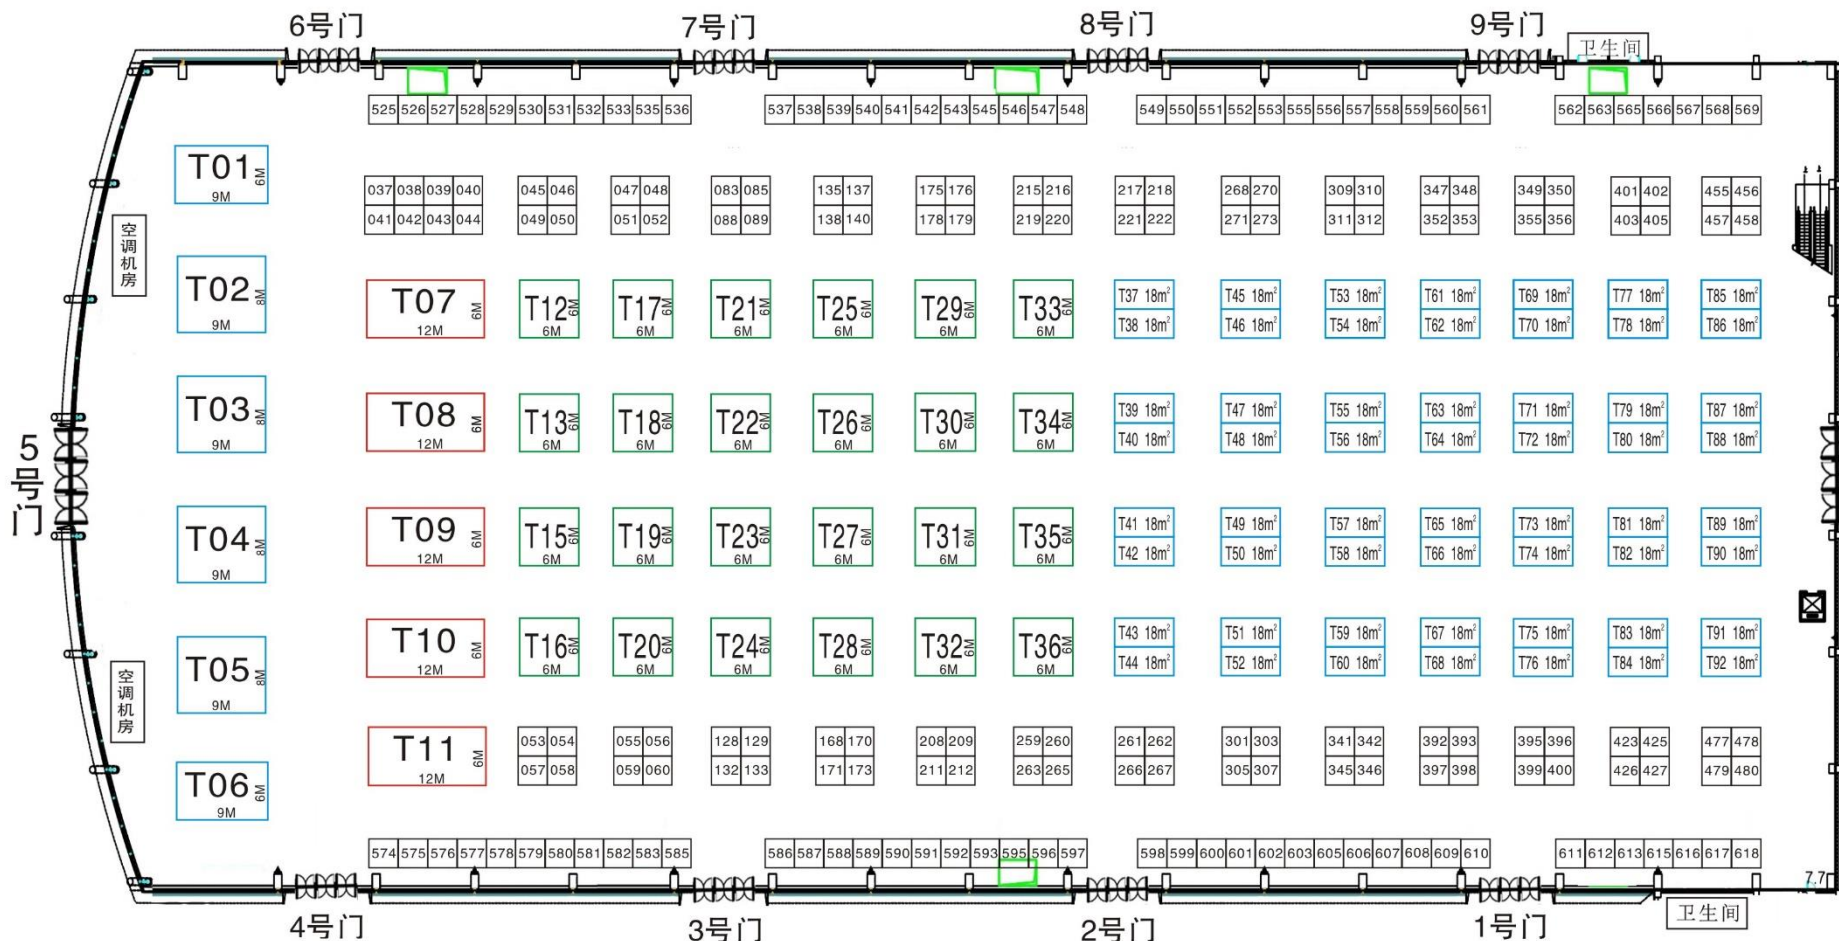 6号门 7号门 8号门 9号门
卫生间
525 526 527 528 529 530 531 532 533 535 536 537 538 539 540 541 542 543 545 546 547 548 549 550 551 552 553 555 556 557 558 559 560 561 562 563 565 566 567 568 569
T01 6M
9M
037 038 039 040 045 046 047 048 083 085 135 137 175 176 215 216 217 218 268 270 309 310 347 348 349 350 401 402 455 456
041 042 043 044 049 050 051 052 088 089 138 140 178 179 219 220 221 222 271 273 311 312 352 353 355 356 403 405 457 458
空调机房
T02 8M
9M
T07 6M T12 6M T17 6M T21 6M T25 6M T29 6M T33 6M
12M 6M 6M 6M 6M 6M 6M
T37 18m² T45 18m² T53 18m² T61 18m² T69 18m² T77 18m² T85 18m²
T38 18m² T46 18m² T54 18m² T62 18m² T70 18m² T78 18m² T86 18m²
T03 8M
9M
T08 6M T13 6M T18 6M T22 6M T26 6M T30 6M T34 6M
12M 6M 6M 6M 6M 6M 6M
T39 18m² T47 18m² T55 18m² T63 18m² T71 18m² T79 18m² T87 18m²
T40 18m² T48 18m² T56 18m² T64 18m² T72 18m² T80 18m² T88 18m²
5号门
T04 8M
9M
T09 6M T15 6M T19 6M T23 6M T27 6M T31 6M T35 6M
12M 6M 6M 6M 6M 6M 6M
T41 18m² T49 18m² T57 18m² T65 18m² T73 18m² T81 18m² T89 18m²
T42 18m² T50 18m² T58 18m² T66 18m² T74 18m² T82 18m² T90 18m²
空调机房
T05 8M
9M
T10 6M T16 6M T20 6M T24 6M T28 6M T32 6M T36 6M
12M 6M 6M 6M 6M 6M 6M
T43 18m² T51 18m² T59 18m² T67 18m² T75 18m² T83 18m² T91 18m²
T44 18m² T52 18m² T60 18m² T68 18m² T76 18m² T84 18m² T92 18m²
T06 6M
9M
T11 6M
12M
053 054 055 056 128 129 168 170 208 209 259 260 261 262 301 303 341 342 392 393 395 396 423 425 477 478
057 058 059 060 132 133 171 173 211 212 263 265 266 267 305 307 345 346 397 398 399 400 426 427 479 480
574 575 576 577 578 579 580 581 582 583 585 586 587 588 589 590 591 592 593 595 596 597 598 599 600 601 602 603 605 606 607 608 609 610 611 612 613 615 616 617 618
7.7
卫生间
4号门 3号门 2号门 1号门